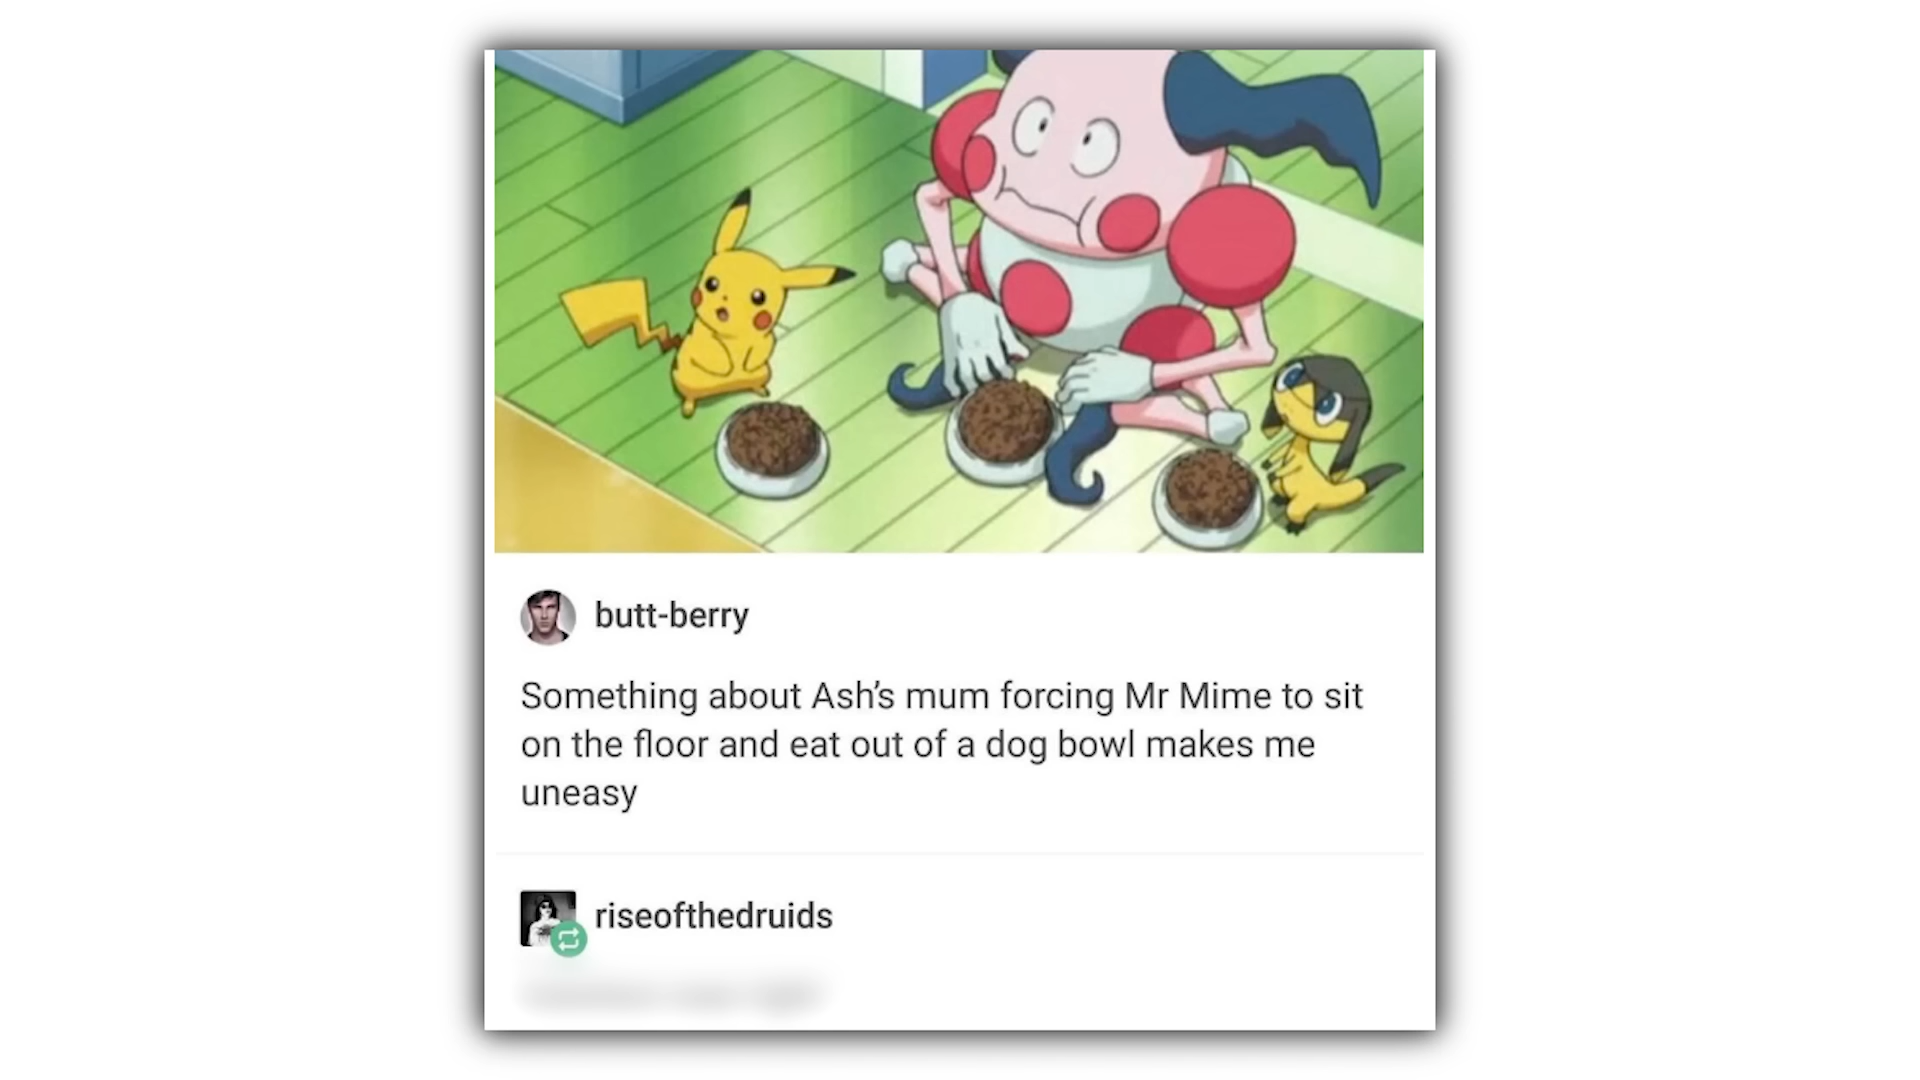 butt-berry
Something about Ash's mum forcing Mr Mime to sit
on the floor and eat out of a dog bowl makes me
uneasy
riseofthedruids